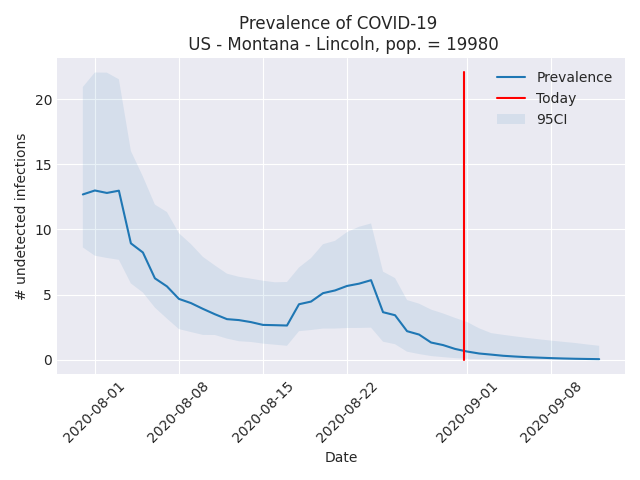 Prevalence of COVID-19
US - Montana - Lincoln, pop. = 19980
Prevalence
Today
95CI
# undetected infections
20
15
10
5
0
2020-08-01
2020-08-08
2020-08-15
2020-08-22
2020-09-01
2020-09-08
Date